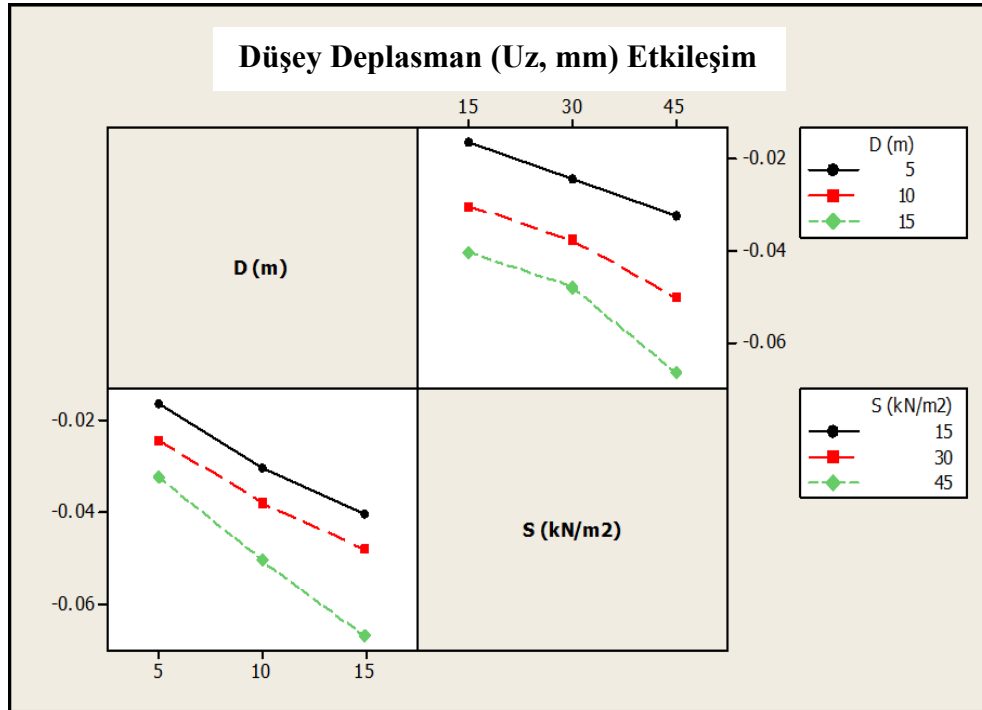 Düşey Deplasman (Uz, mm) Etkileşim
15 30 45
D (m)
-0.02
-0.04
-0.06
D (m)
5
10
15
-0.02
-0.04
-0.06
S (kN/m2)
S (kN/m2)
15
30
45
5 10 15